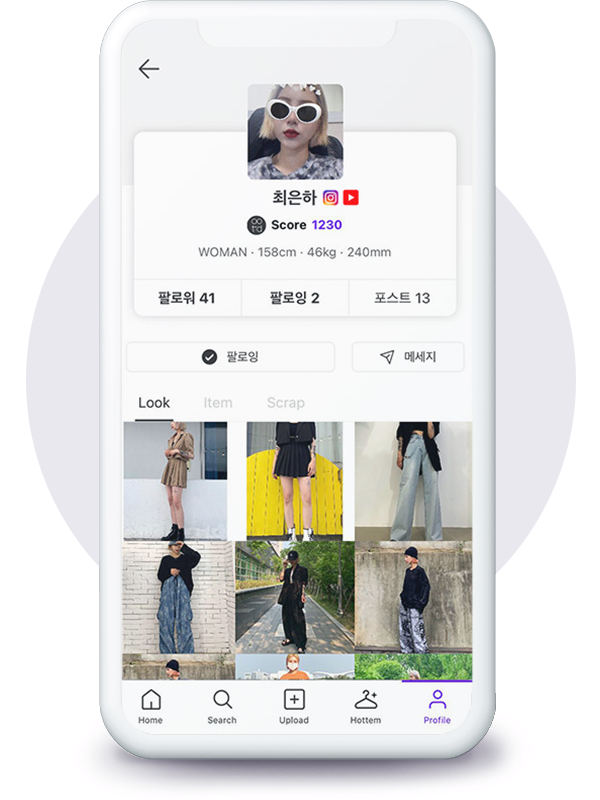 최은하
Score 1230
WOMAN · 158cm · 46kg · 240mm
팔로워 41 팔로잉 2 포스트 13
팔로잉 메세지
Look Item Scrap
Home Search Upload Hottem Profile